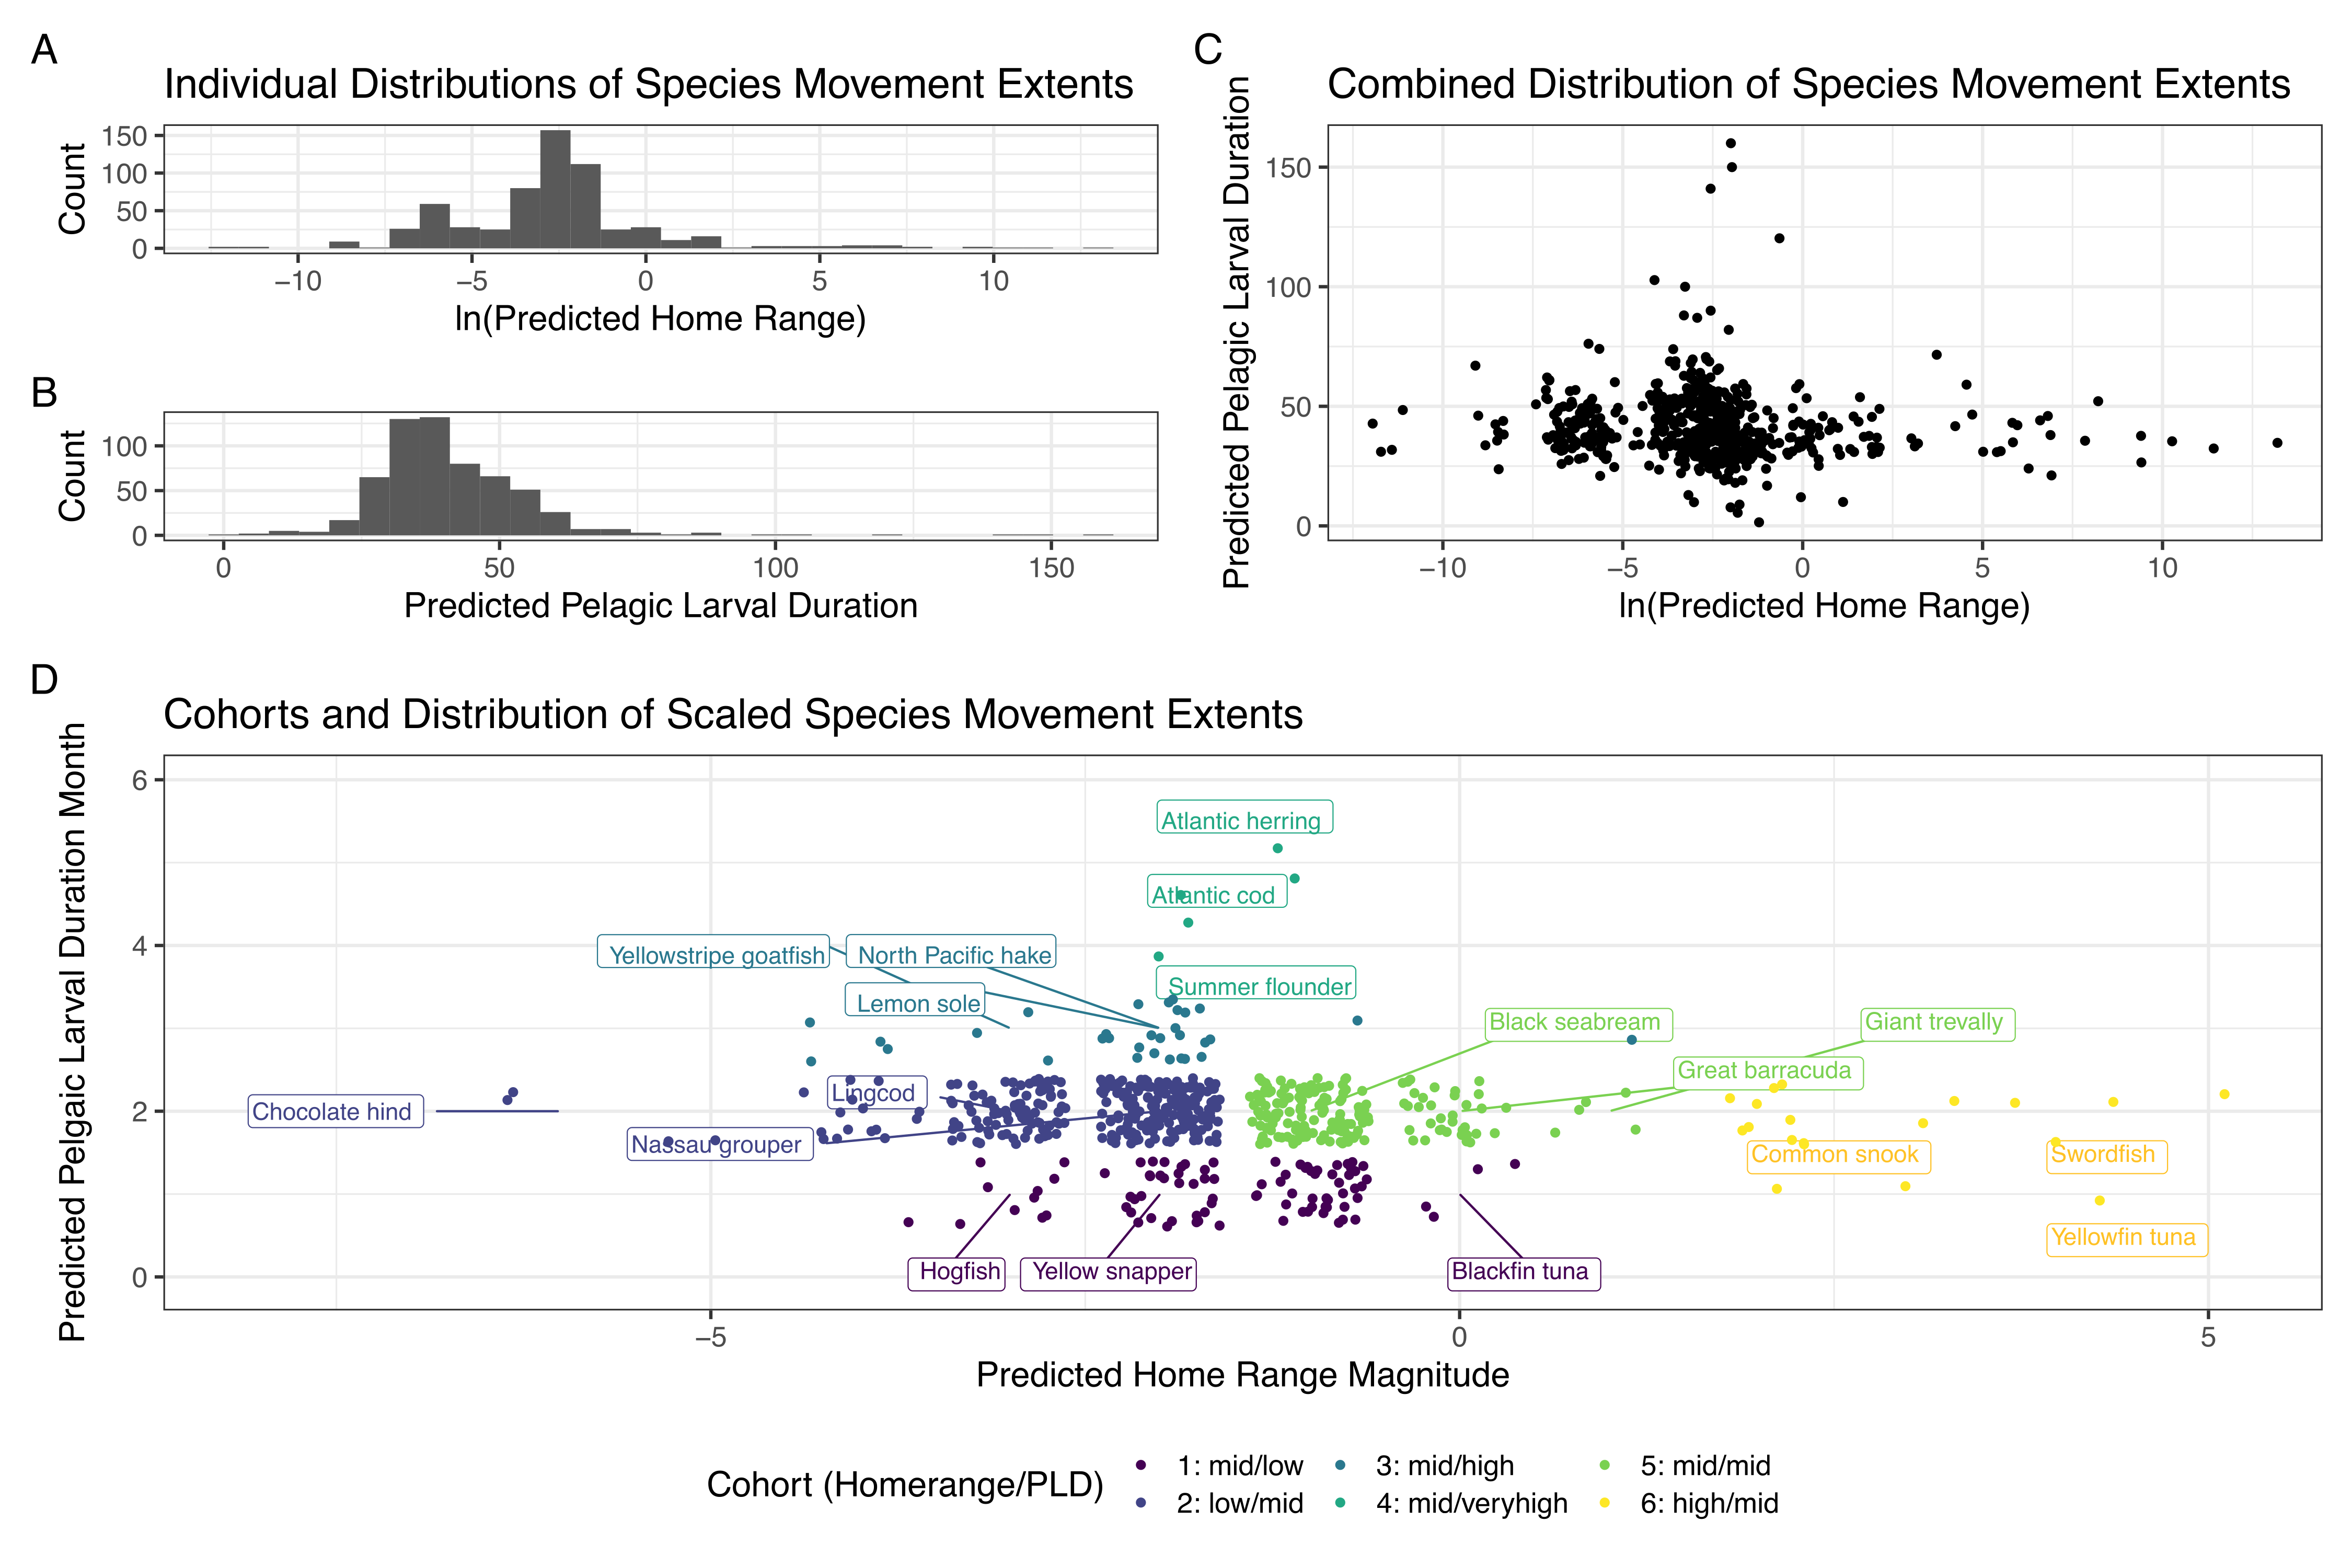 A
Individual Distributions of Species Movement Extents
Count
150
100
50
0
−10
−5
0
5
10
ln(Predicted Home Range)
B
Count
100
50
0
0
50
100
150
Predicted Pelagic Larval Duration
C
Combined Distribution of Species Movement Extents
Predicted Pelagic Larval Duration
150
100
50
0
−10
−5
0
5
10
ln(Predicted Home Range)
D
Cohorts and Distribution of Scaled Species Movement Extents
Predicted Pelgaic Larval Duration Month
6
4
2
0
Atlantic herring
Atlantic cod
Yellowstripe goatfish
North Pacific hake
Summer flounder
Lemon sole
Black seabream
Giant trevally
Great barracuda
Lingcod
Chocolate hind
Nassau grouper
Common snook
Swordfish
Yellowfin tuna
Hogfish
Yellow snapper
Blackfin tuna
−5
0
5
Predicted Home Range Magnitude
Cohort (Homerange/PLD)
1: mid/low
2: low/mid
3: mid/high
4: mid/veryhigh
5: mid/mid
6: high/mid